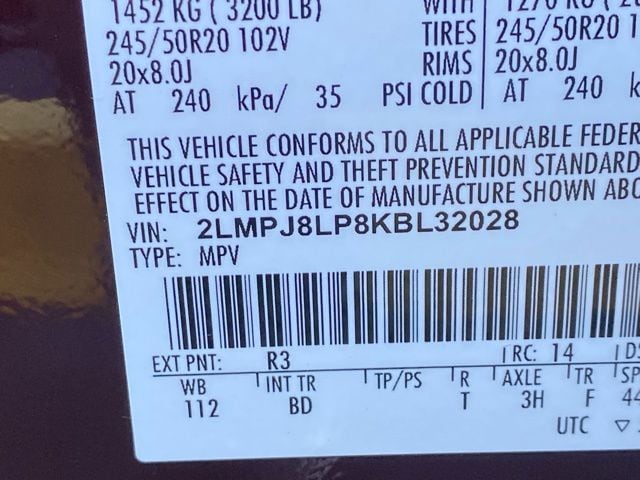 1452 KG ( 3200 LB) WITH
245/50R20 102V TIRES 245/50R20
20x8.0J RIMS 20x8.0J
AT 240 kPa/ 35 PSI COLD AT 240
THIS VEHICLE CONFORMS TO ALL APPLICABLE FEDER
VEHICLE SAFETY AND THEFT PREVENTION STANDARD
EFFECT ON THE DATE OF MANUFACTURE SHOWN ABO
VIN: 2LMPJ8LP8KBL32028
TYPE: MPV
EXT PNT: R3 RC: 14
WB INT TR TP/PS R AXLE TR SP
112 BD T 3H F 44
UTC